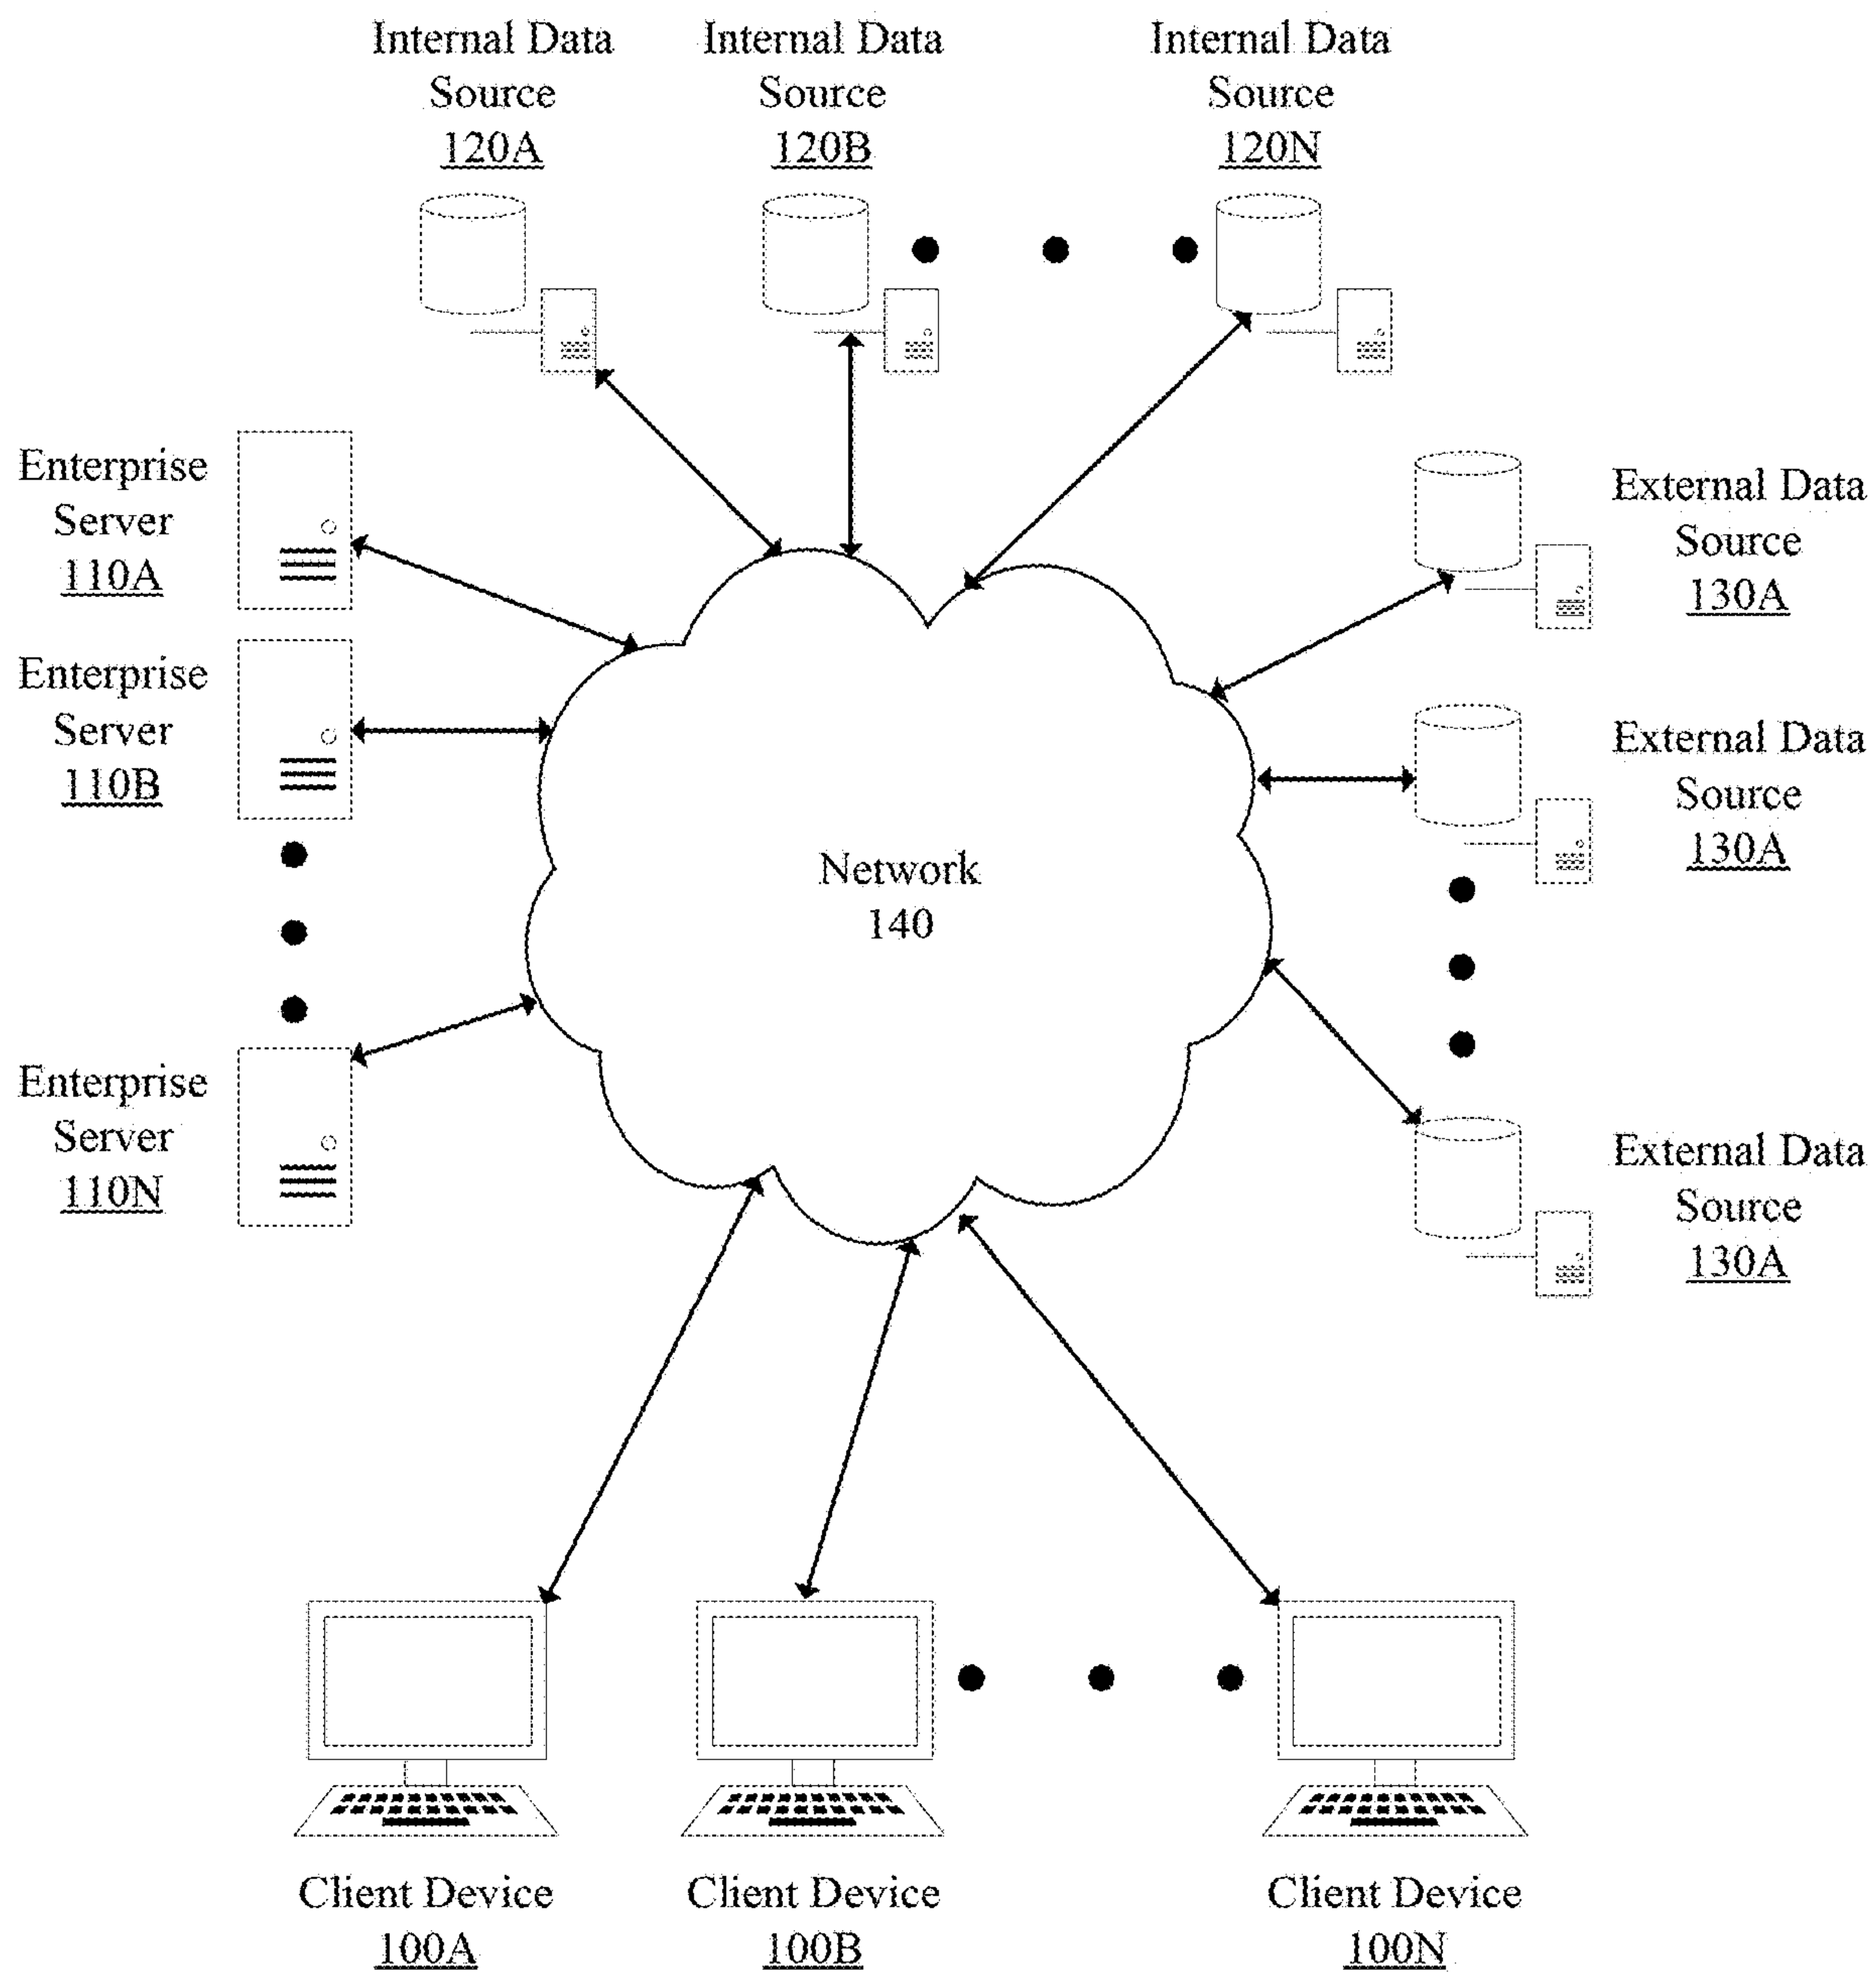 Internal Data
Source
120A
Internal Data
Source
120B
Internal Data
Source
120N
Enterprise
Server
110A
Enterprise
Server
110B
Enterprise
Server
110N
External Data
Source
130A
External Data
Source
130A
External Data
Source
130A
Network
140
Client Device
100A
Client Device
100B
Client Device
100N